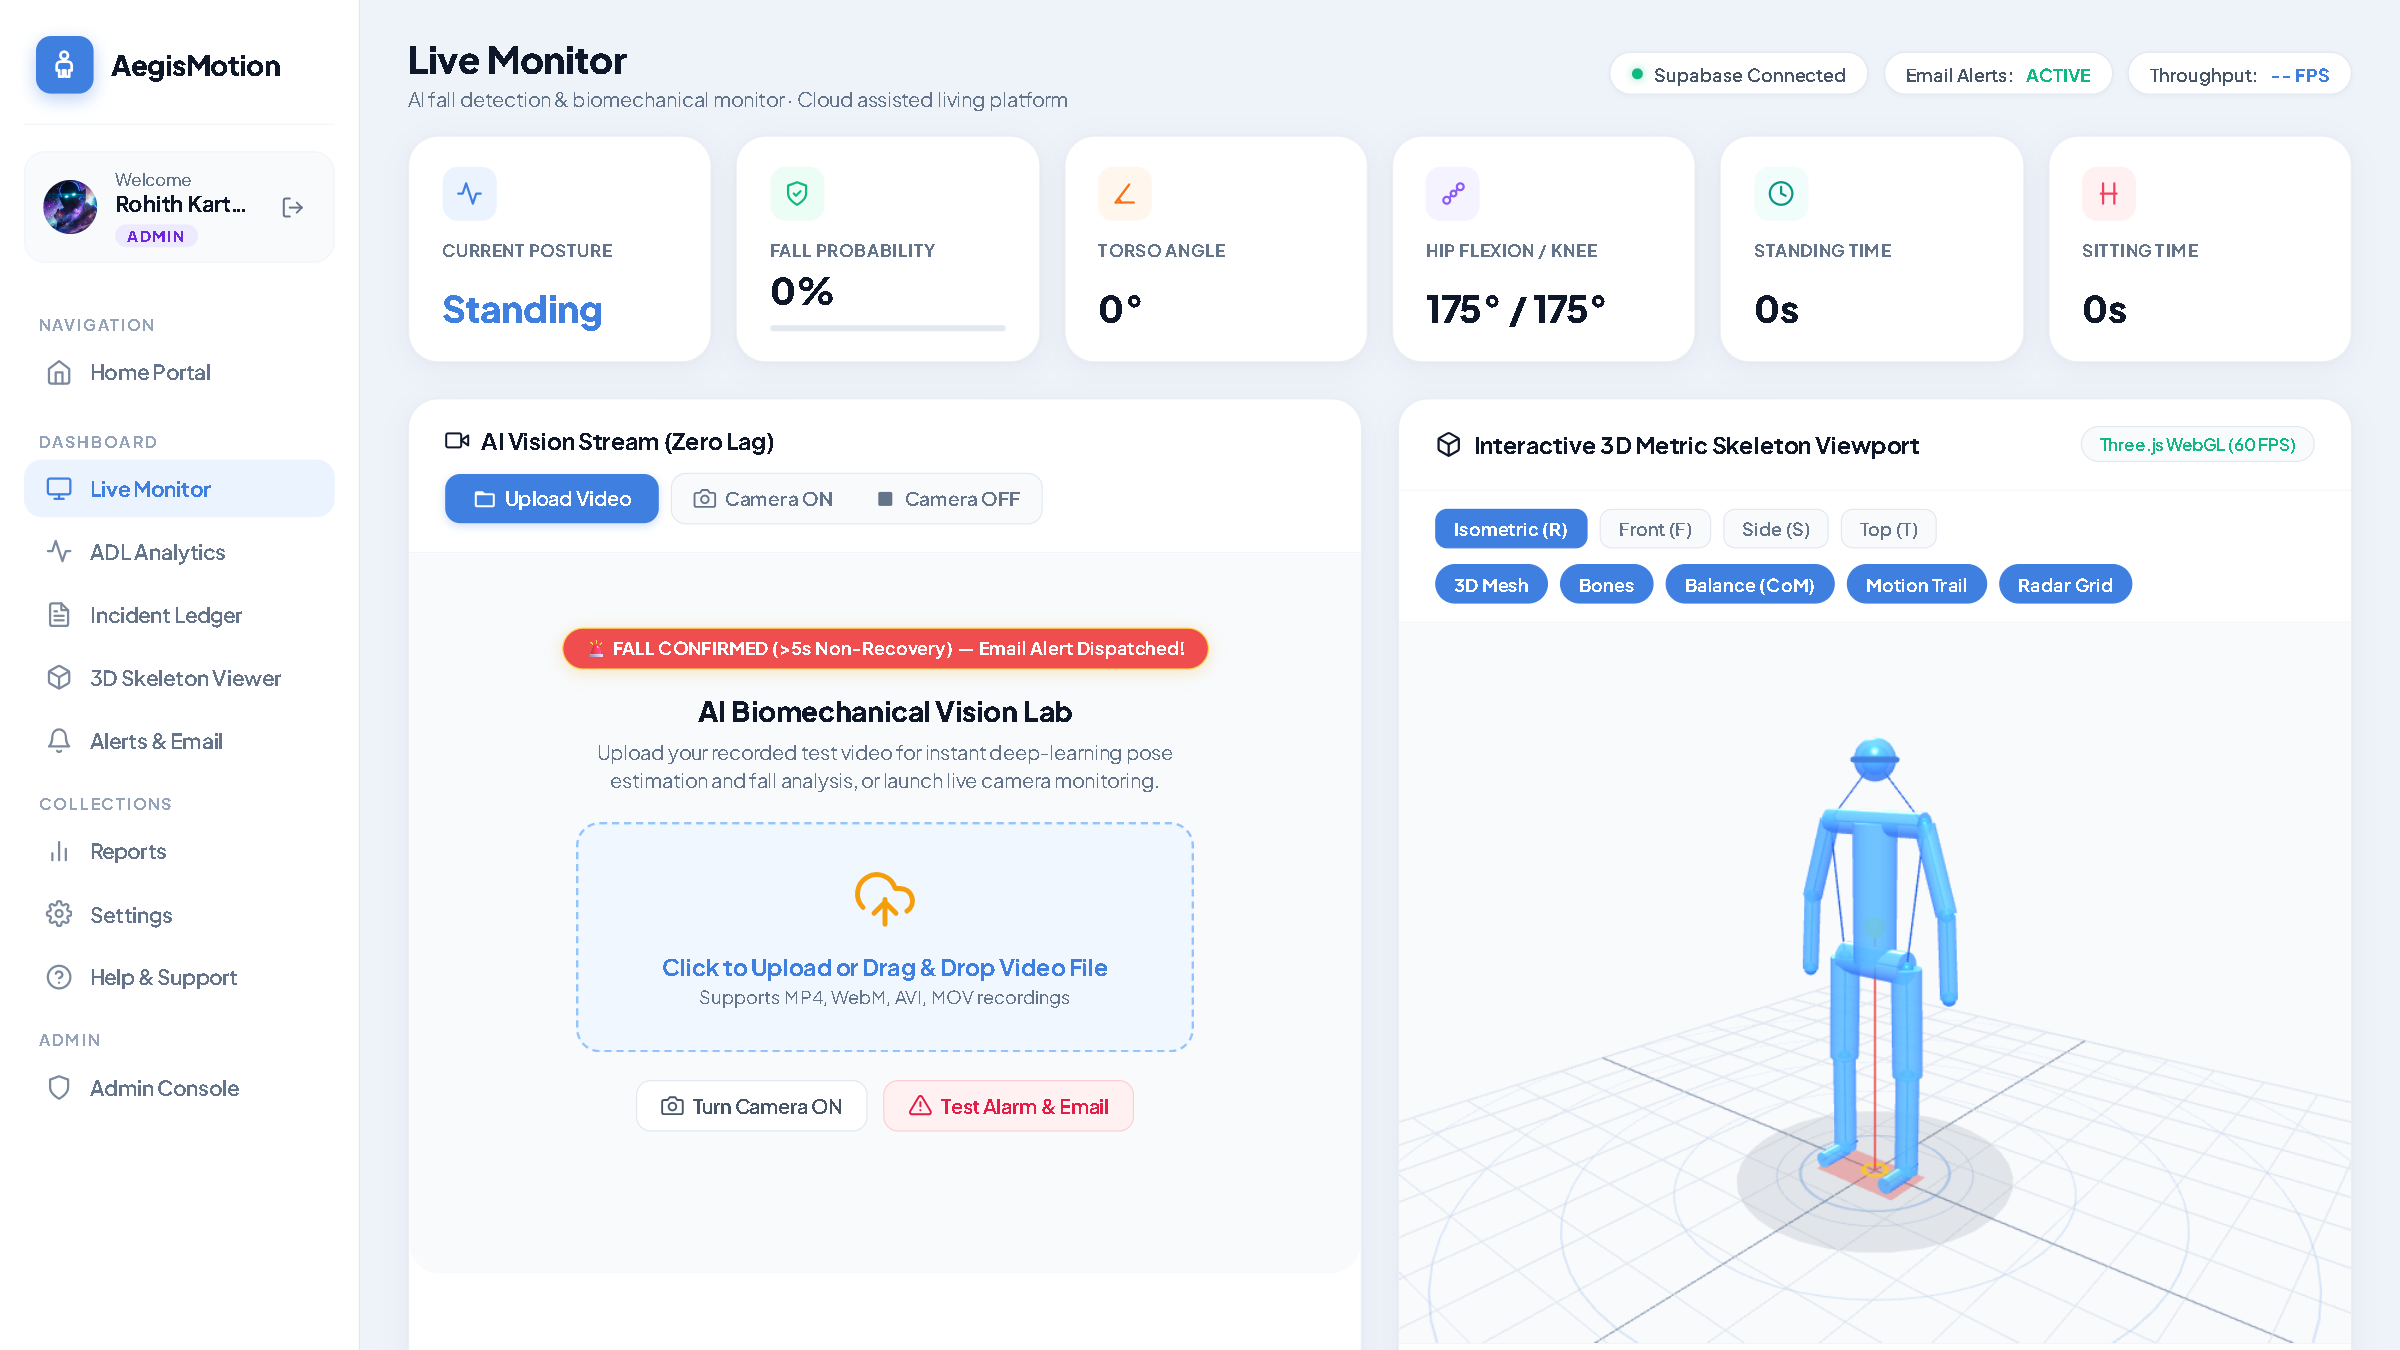 AegisMotion
Welcome
Rohith Kart...
ADMIN
NAVIGATION
Home Portal
DASHBOARD
Live Monitor
ADL Analytics
Incident Ledger
3D Skeleton Viewer
Alerts & Email
COLLECTIONS
Reports
Settings
Help & Support
ADMIN
Admin Console
Live Monitor
AI fall detection & biomechanical monitor · Cloud assisted living platform
Supabase Connected
Email Alerts: ACTIVE
Throughput: -- FPS
CURRENT POSTURE
Standing
FALL PROBABILITY
0%
TORSO ANGLE
0°
HIP FLEXION / KNEE
175° / 175°
STANDING TIME
0s
SITTING TIME
0s
AI Vision Stream (Zero Lag)
Upload Video
Camera ON
Camera OFF
🚨 FALL CONFIRMED (>5s Non-Recovery) — Email Alert Dispatched!
AI Biomechanical Vision Lab
Upload your recorded test video for instant deep-learning pose
estimation and fall analysis, or launch live camera monitoring.
Click to Upload or Drag & Drop Video File
Supports MP4, WebM, AVI, MOV recordings
Turn Camera ON
Test Alarm & Email
Interactive 3D Metric Skeleton Viewport
Three.js WebGL (60 FPS)
Isometric (R)
Front (F)
Side (S)
Top (T)
3D Mesh
Bones
Balance (CoM)
Motion Trail
Radar Grid